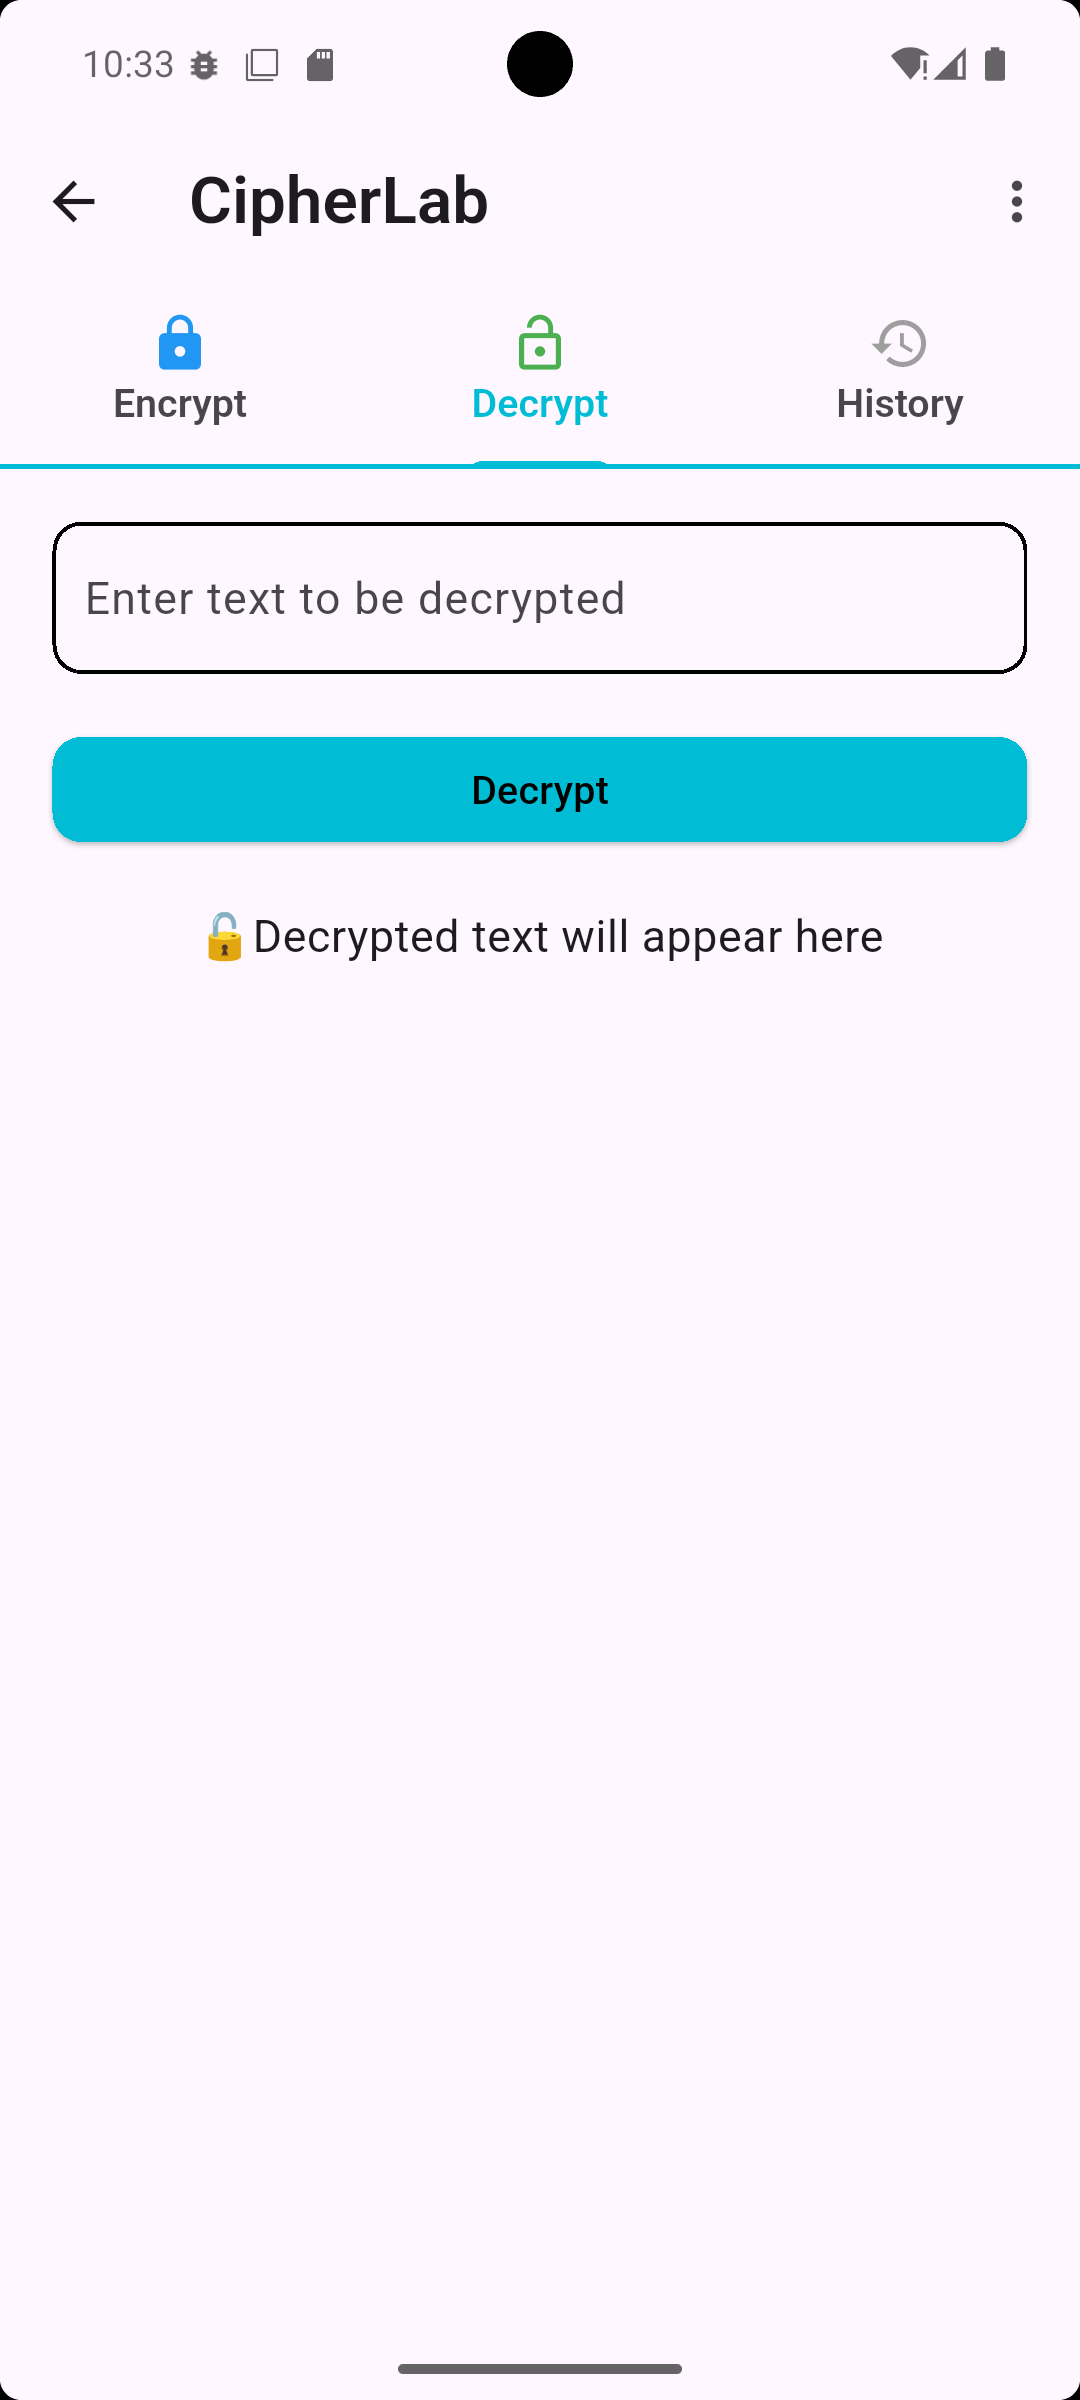 10:33
CipherLab
Encrypt
Decrypt
History
Enter text to be decrypted
Decrypt
🔓Decrypted text will appear here